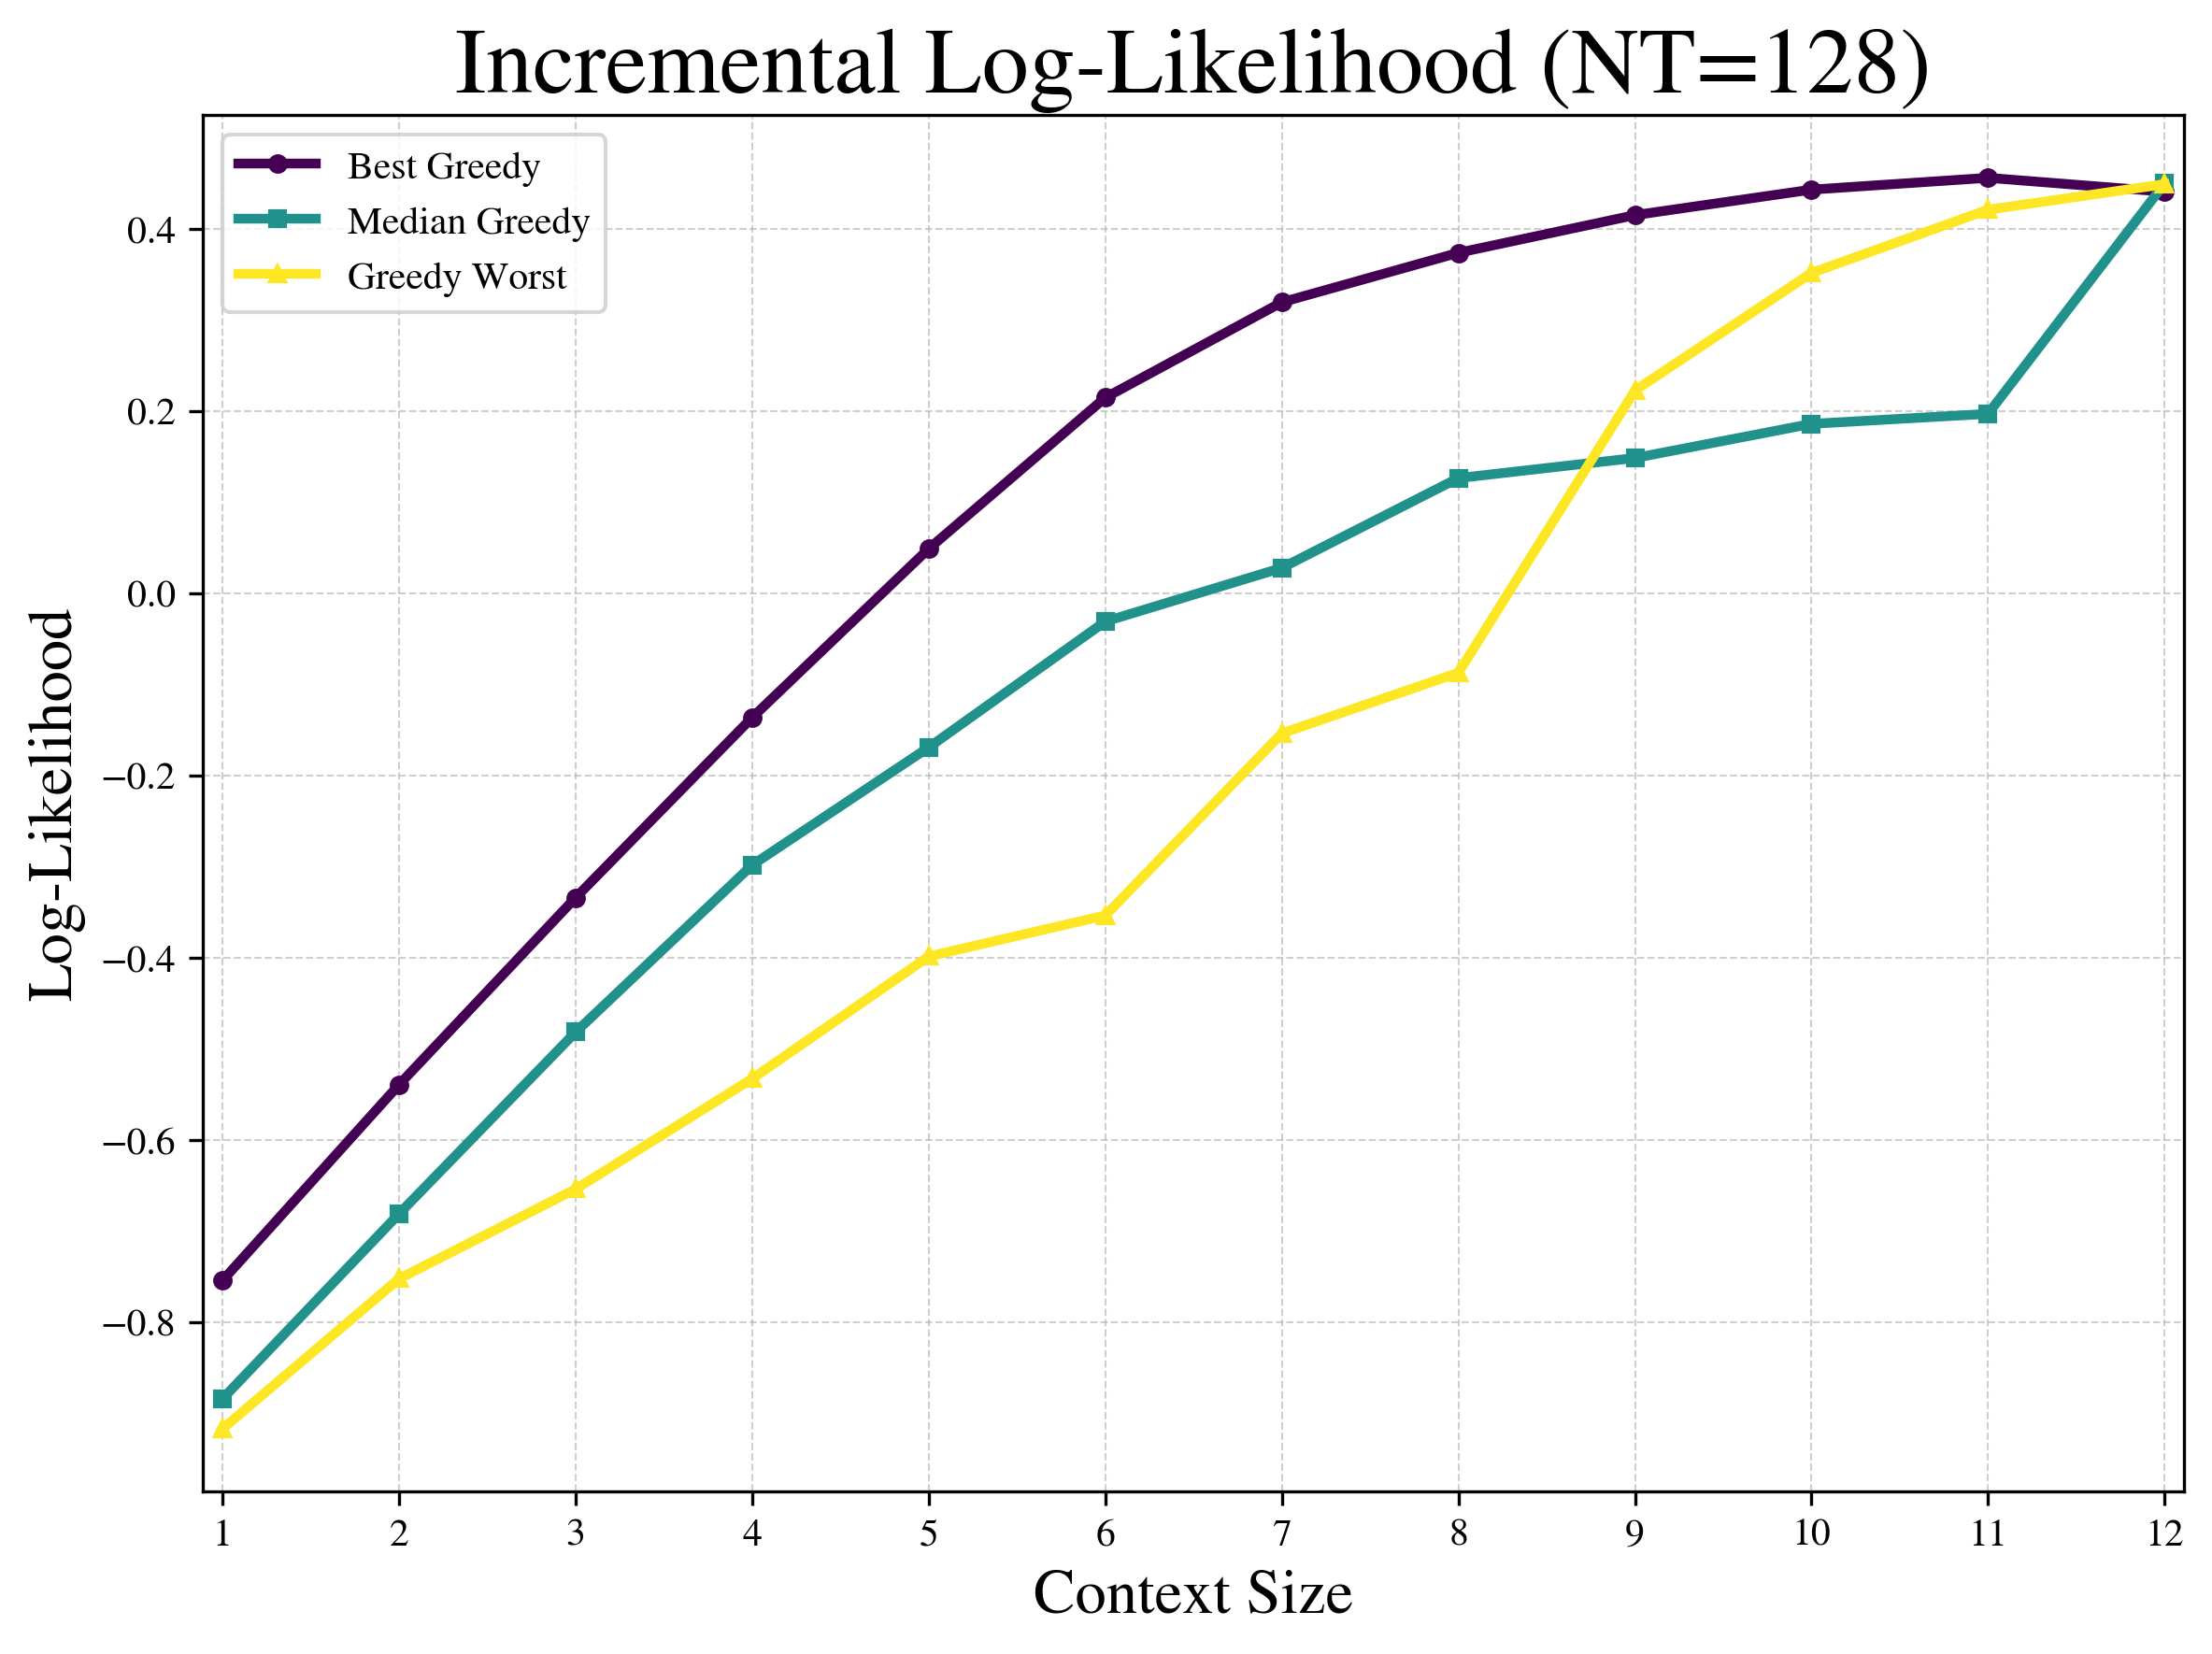 Incremental Log-Likelihood (NT=128)
Best Greedy
Median Greedy
Greedy Worst
Log-Likelihood
0.4
0.2
0.0
−0.2
−0.4
−0.6
−0.8
1 2 3 4 5 6 7 8 9 10 11 12
Context Size